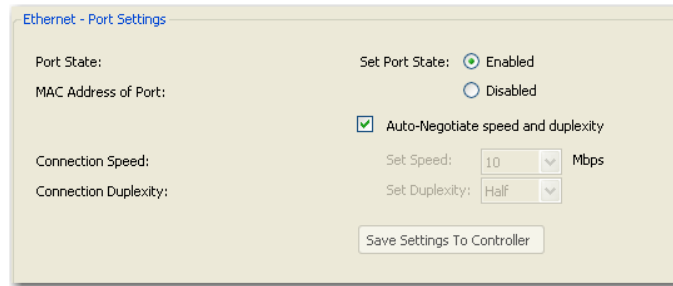 Ethernet - Port Settings
Port State:
Set Port State: Enabled
MAC Address of Port:
Disabled
Auto-Negotiate speed and duplexity
Connection Speed:
Set Speed: 10 Mbps
Connection Duplexity:
Set Duplexity: Half
Save Settings To Controller